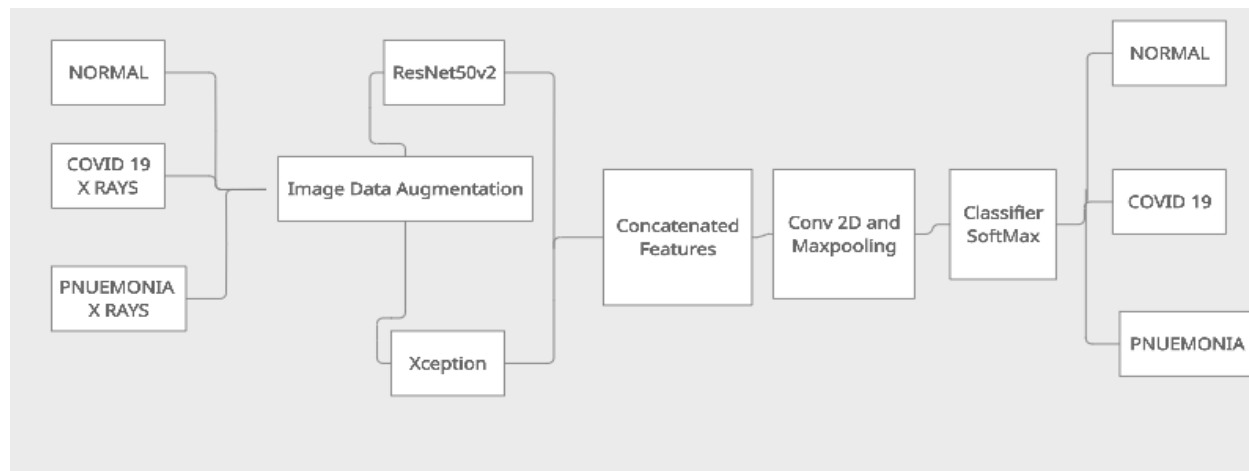 NORMAL
COVID 19
X RAYS
PNUEMONIA
X RAYS
Image Data Augmentation
ResNet50v2
Xception
Concatenated
Features
Conv 2D and
Maxpooling
Classifier
SoftMax
NORMAL
COVID 19
PNUEMONIA